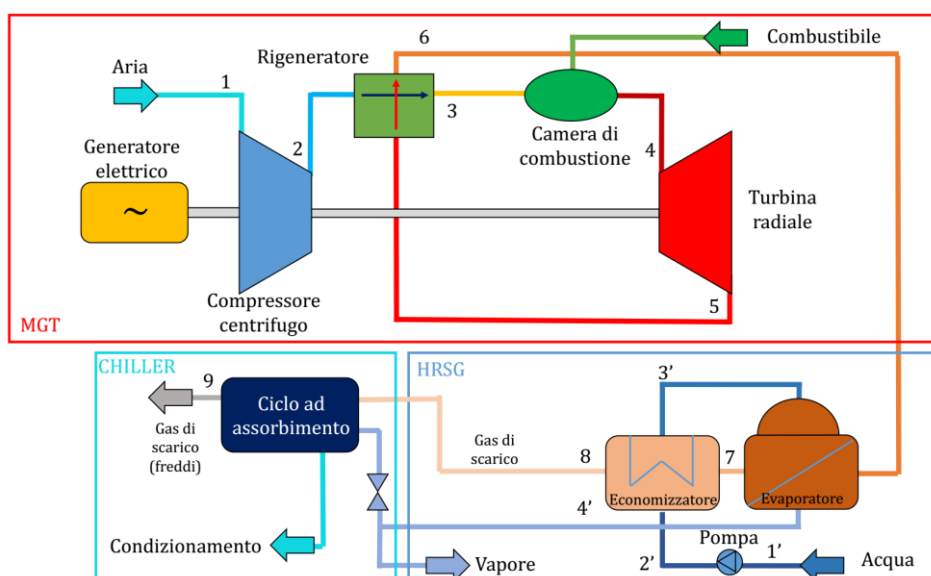 6
Combustibile
Rigeneratore
Aria
1
3
Generatore
elettrico
2
Camera di
combustione
4
~
Turbina
radiale
Compressore
centrifugo
5
MGT
CHILLER
HRSG
9
3’
Ciclo ad
assorbimento
Gas di
scarico
(freddi)
Gas di
scarico
8
7
Economizzatore
Evaporatore
4’
Condizionamento
Pompa
1’
Acqua
Vapore
2’